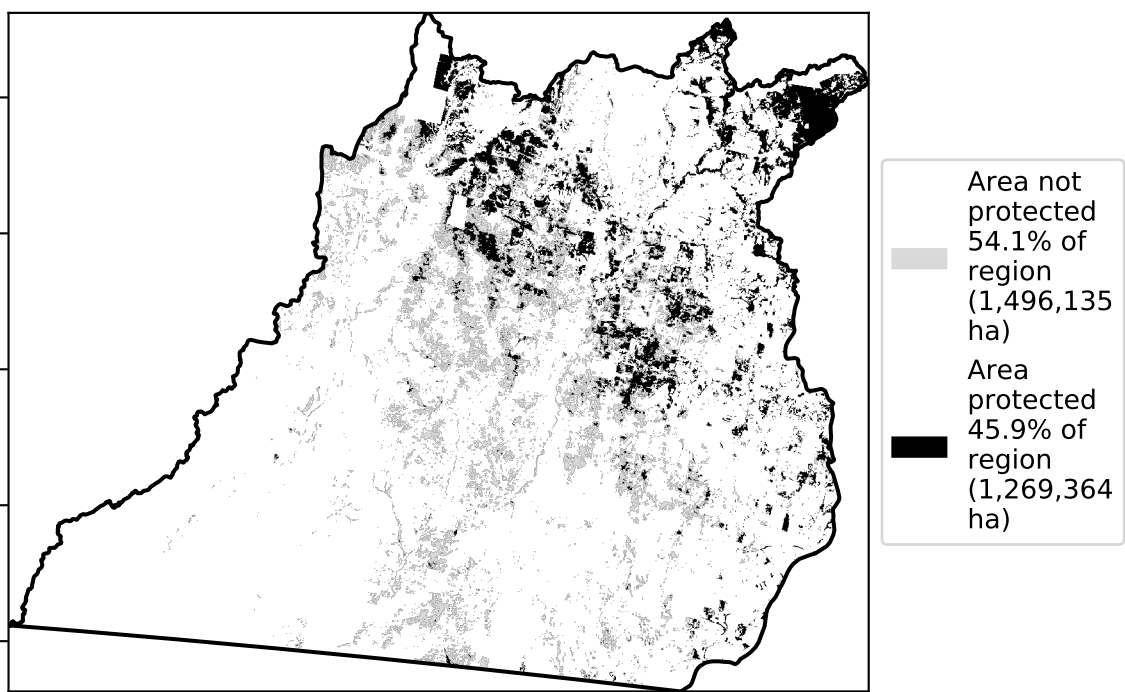 Area not
protected
54.1% of
region
(1,496,135
ha)
Area
protected
45.9% of
region
(1,269,364
ha)